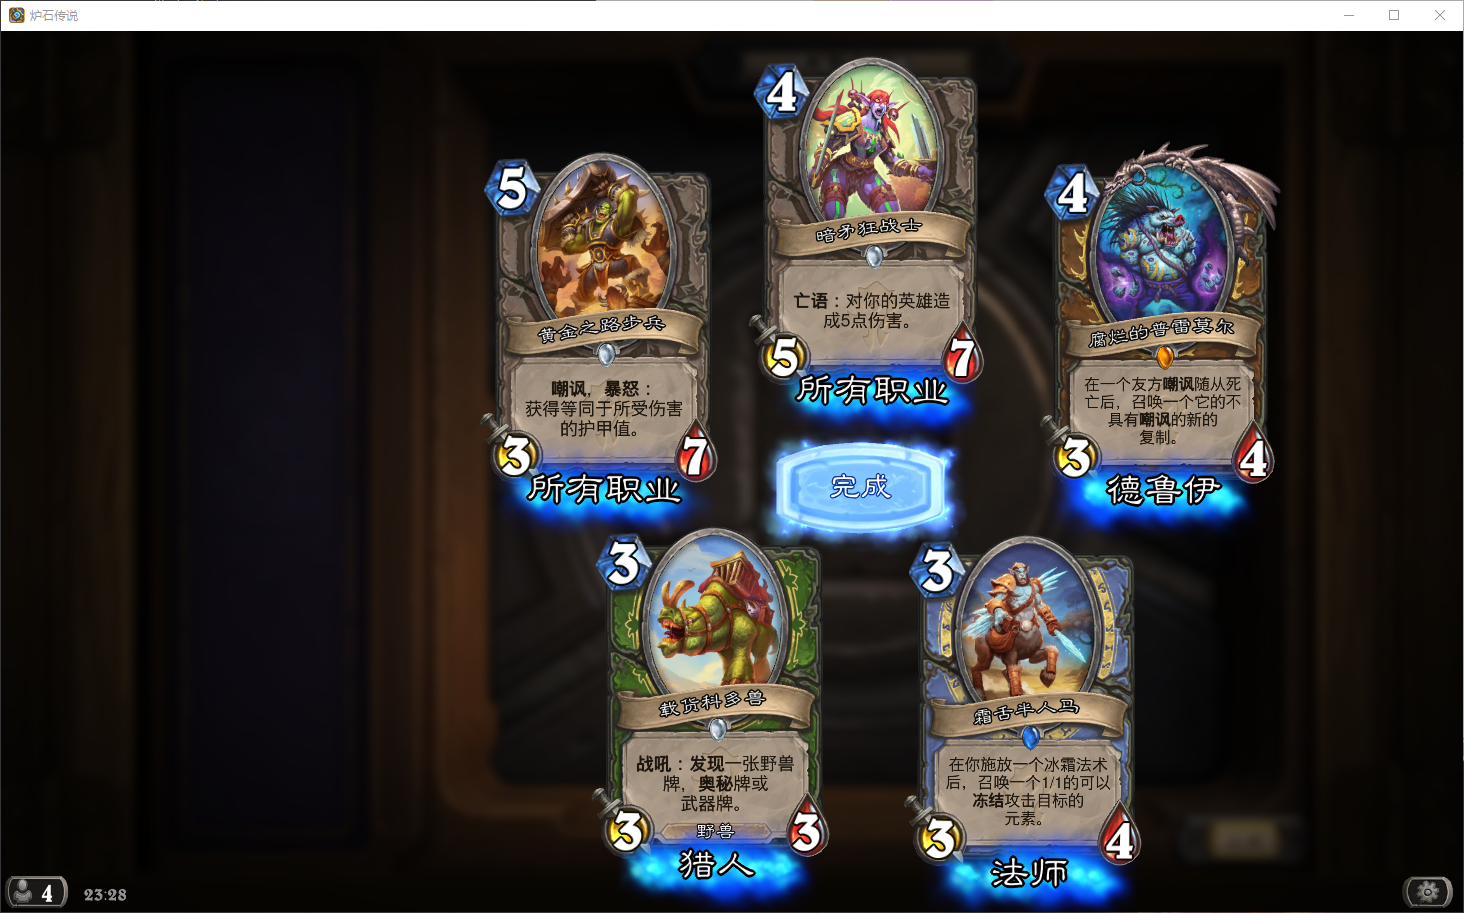 炉石传说
4
暗矛狂战士
亡语：对你的英雄造
成5点伤害。
5
7
所有职业
5
黄金之路步兵
嘲讽，暴怒：
获得等同于所受伤害
的护甲值。
3
7
所有职业
4
腐烂的普雷莫尔
在一个友方嘲讽随从死
亡后，召唤一个它的不
具有嘲讽的新的
复制。
3
4
德鲁伊
完成
3
载货科多兽
战吼：发现一张野兽
牌，奥秘牌或
武器牌。
野兽
3
3
猎人
3
霜舌半人马
在你施放一个冰霜法术
后，召唤一个1/1的可以
冻结攻击目标的
元素。
3
4
法师
4
23:28